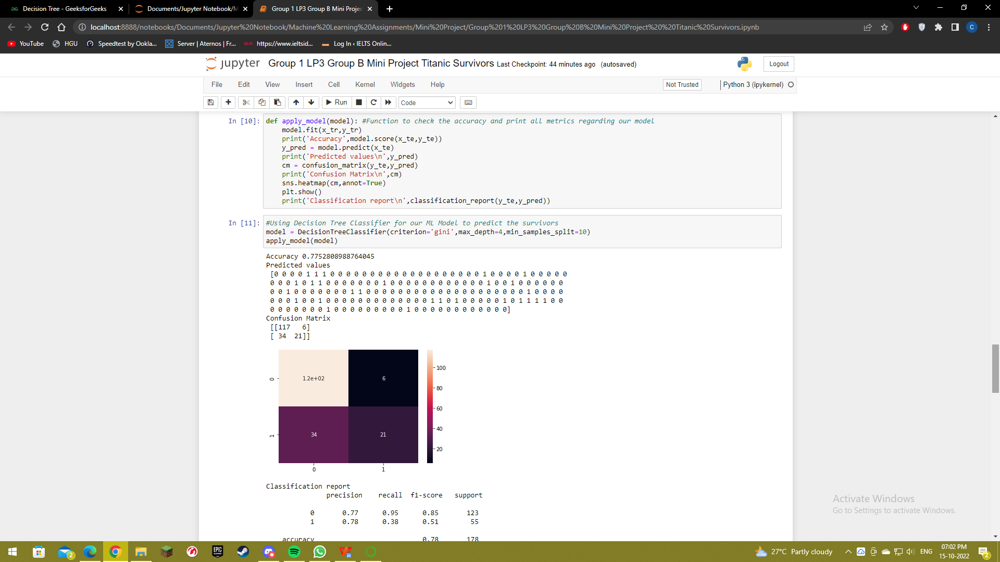 Decision Tree - GeeksforGeeks
Documents/Jupyter Notebook/M
Group 1 LP3 Group B Mini Projec
localhost:8888/notebooks/Documents/Jupyter%20Notebook/Machine%20Learning%20Assignments/Mini%20Project/Group%201%20LP3%20Group%20B%20Mini%20Project%20%20Titanic%20Survivors.ipynb
C
YouTube
HGU
Speedtest by Ookla...
Server | Aternos | Fr...
IELTS https://www.ieltsid...
Log In ‹ IELTS Onlin...
jupyter Group 1 LP3 Group B Mini Project Titanic Survivors Last Checkpoint: 44 minutes ago (autosaved)
Logout
File Edit View Insert Cell Kernel Widgets Help
Not Trusted
Python 3 (ipykernel)
Run
Code
In [10]: def apply_model(model): #Function to check the accuracy and print all metrics regarding our model
    model.fit(x_tr,y_tr)
    print('Accuracy',model.score(x_te,y_te))
    y_pred = model.predict(x_te)
    print('Predicted values\n',y_pred)
    cm = confusion_matrix(y_te,y_pred)
    print('Confusion Matrix\n',cm)
    sns.heatmap(cm,annot=True)
    plt.show()
    print('Classification report\n',classification_report(y_te,y_pred))
In [11]: #Using Decision Tree Classifier for our ML Model to predict the survivors
model = DecisionTreeClassifier(criterion='gini',max_depth=4,min_samples_split=10)
apply_model(model)
Accuracy 0.7752808988764045
Predicted values
[0 0 0 0 1 1 1 0 0 0 0 0 0 0 0 0 0 0 0 0 0 0 0 0 0 0 1 0 0 0 0 1 0 0 0 0 0
0 0 0 1 0 1 1 0 0 0 0 0 0 0 1 0 0 0 0 0 0 0 0 0 0 0 0 1 0 0 1 0 0 0 0 0 0
0 0 1 0 0 0 0 0 0 0 1 1 0 0 0 0 0 0 0 0 0 0 0 0 0 0 0 0 0 0 0 0 1 0 0 0 0
0 0 0 1 0 0 1 0 0 0 0 0 0 0 0 0 0 0 0 0 1 1 0 1 0 0 0 0 0 1 0 1 1 1 1 0 0
0 0 0 0 0 0 0 1 0 0 0 0 0 0 0 0 0 1 0 0 0 0 0 0 0 0 0 0 0 0]
Confusion Matrix
[[117   6]
[ 34  21]]
0
1.2e+02
6
1
34
21
0
1
100
80
60
40
20
Classification report
precision recall f1-score support
0 0.77 0.95 0.85 123
1 0.78 0.38 0.51 55
accuracy 0.78 178
Activate Windows
Go to Settings to activate Windows.
2
EPIC GAMES
27°C Partly cloudy
ENG
07:02 PM
15-10-2022
2